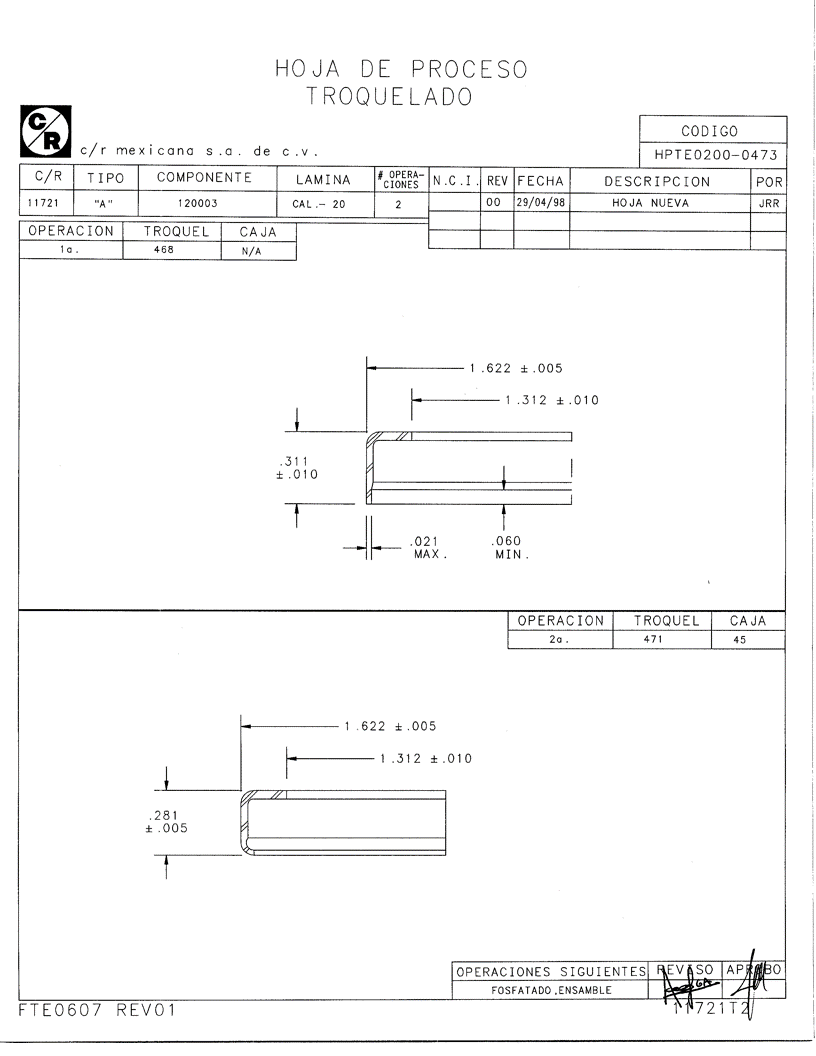 HOJA DE PROCESO
TROQUELADO
C/R
c/r mexicana s.a. de c.v.
CODIGO
HPTE0200-0473
C/R TIPO COMPONENTE LAMINA # OPERA-CIONES N.C.I. REV FECHA DESCRIPCION POR
11721 "A" 120003 CAL.- 20 2 00 29/04/98 HOJA NUEVA JRR
OPERACION TROQUEL CAJA
1a. 468 N/A
1.622 ±.005
1.312 ±.010
.311
±.010
.021 .060
MAX. MIN.
OPERACION TROQUEL CAJA
2a. 471 45
1.622 ±.005
1.312 ±.010
.281
±.005
OPERACIONES SIGUIENTES REVISO APROBO
FOSFATADO,ENSAMBLE
FTE0607 REV01
11721T2